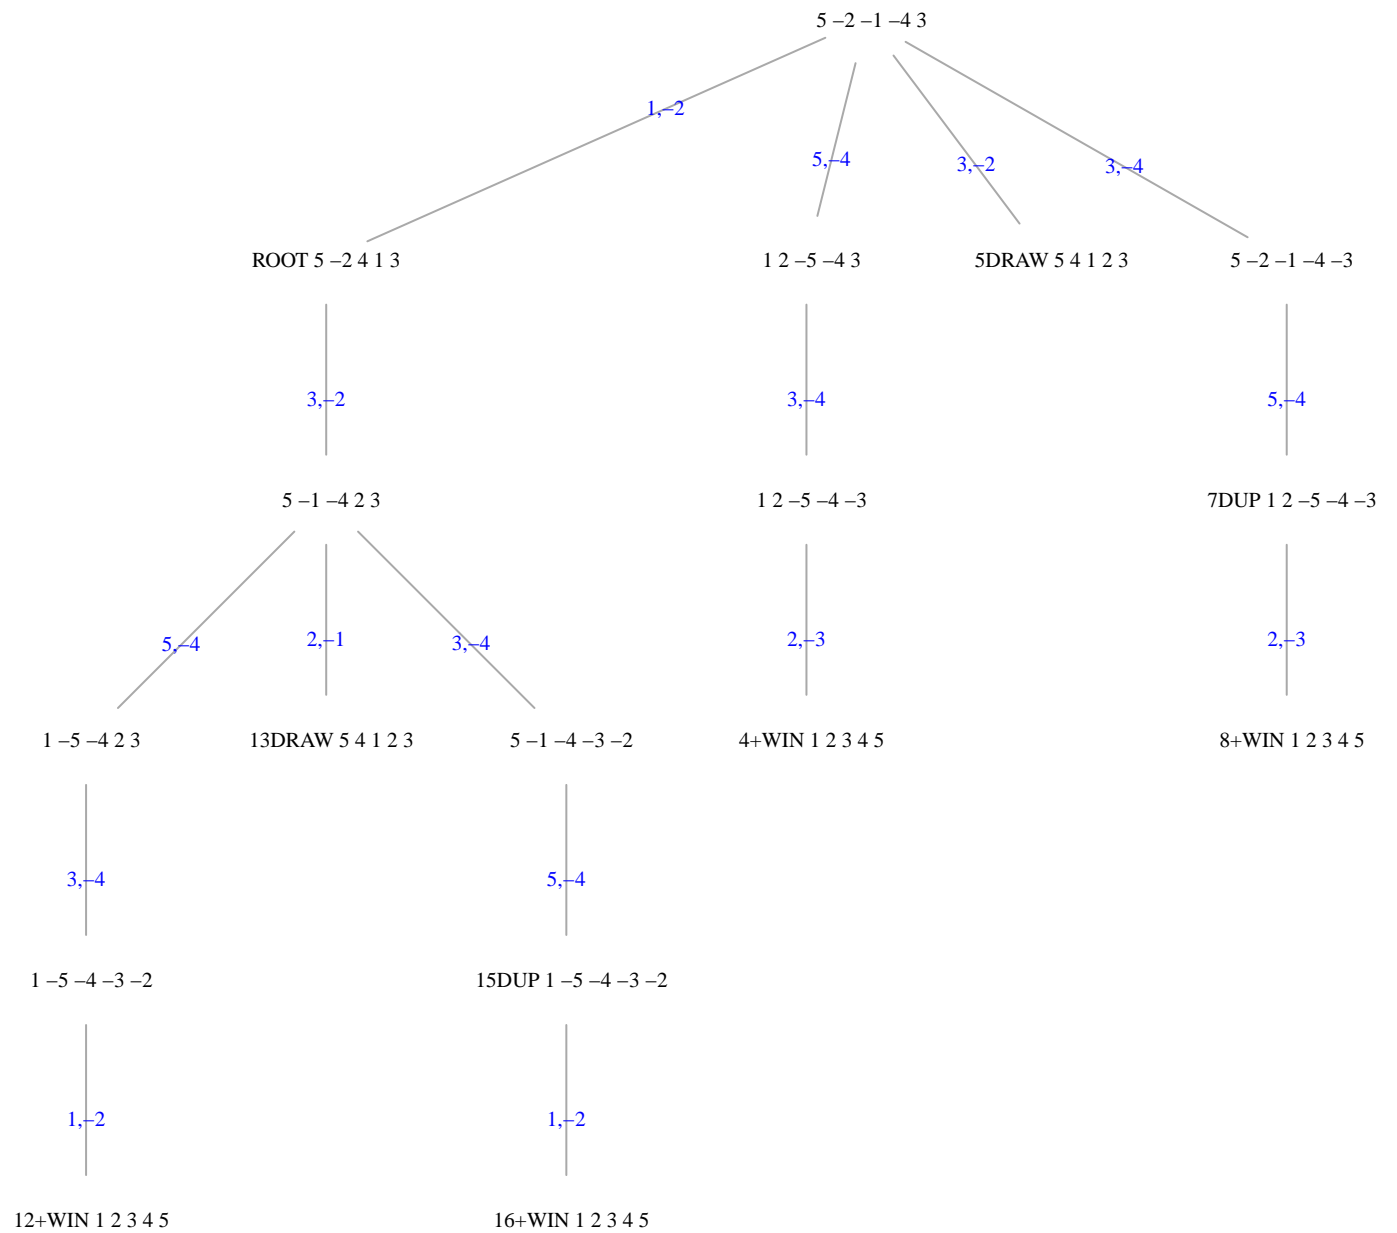 5 –2 –1 –4 3
1,–2
5,–4
3,–2
3,–4
ROOT 5 –2 4 1 3
1 2 –5 –4 3
5DRAW 5 4 1 2 3
5 –2 –1 –4 –3
3,–2
3,–4
5,–4
5 –1 –4 2 3
1 2 –5 –4 –3
7DUP 1 2 –5 –4 –3
5,–4
2,–1
3,–4
2,–3
2,–3
1 –5 –4 2 3
13DRAW 5 4 1 2 3
5 –1 –4 –3 –2
4+WIN 1 2 3 4 5
8+WIN 1 2 3 4 5
3,–4
5,–4
1 –5 –4 –3 –2
15DUP 1 –5 –4 –3 –2
1,–2
1,–2
12+WIN 1 2 3 4 5
16+WIN 1 2 3 4 5